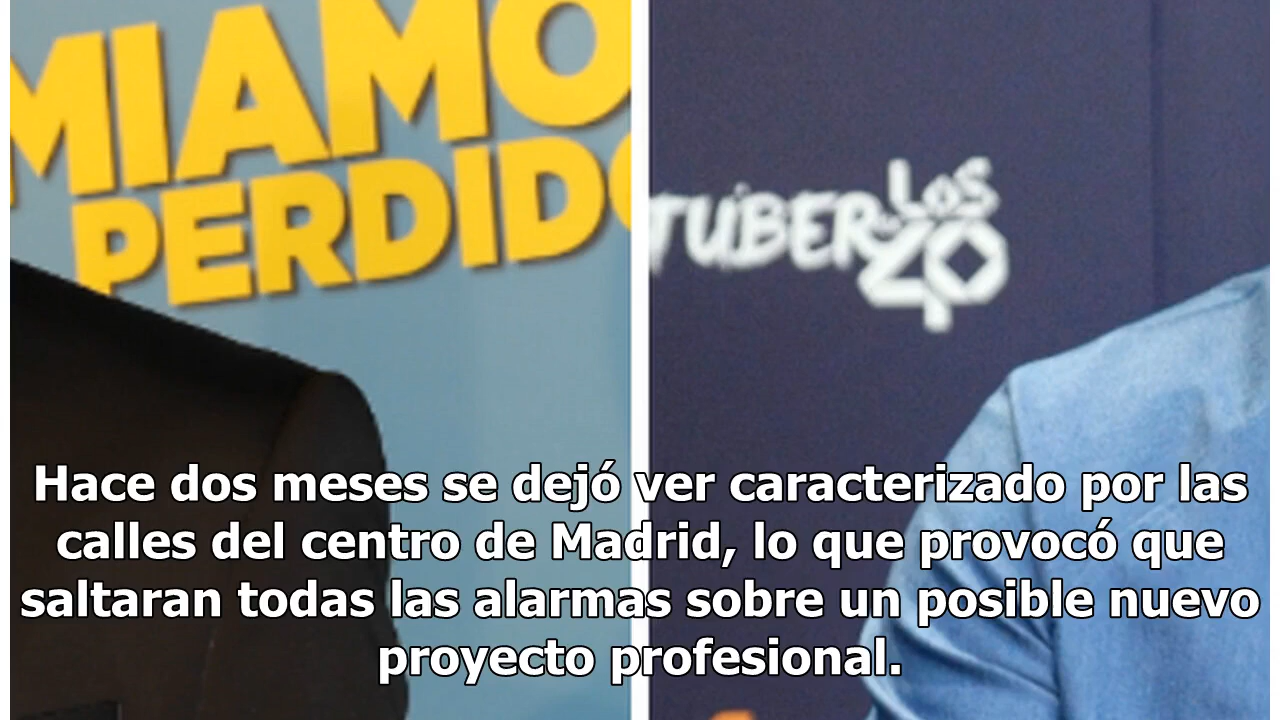 MIAMO
PERDIDO
TUBER
LOS
40
Hace dos meses se dejó ver caracterizado por las
calles del centro de Madrid, lo que provocó que
saltaran todas las alarmas sobre un posible nuevo
proyecto profesional.